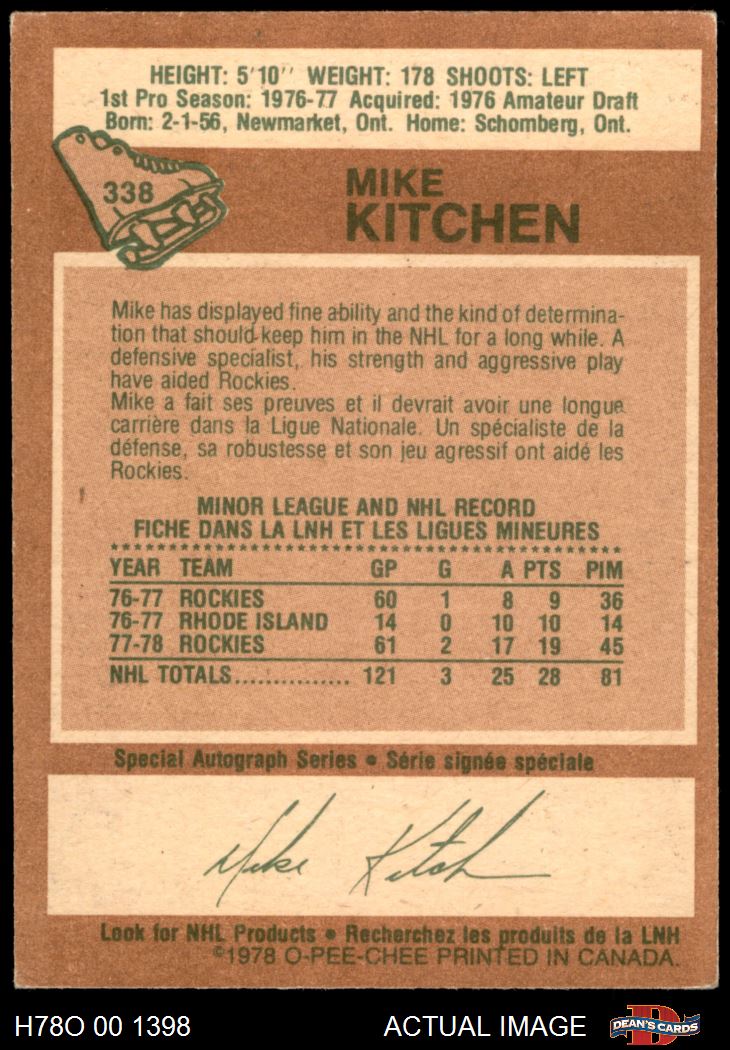 HEIGHT: 5'10'' WEIGHT: 178 SHOOTS: LEFT
1st Pro Season: 1976-77 Acquired: 1976 Amateur Draft
Born: 2-1-56, Newmarket, Ont. Home: Schomberg, Ont.
338
MIKE
KITCHEN
Mike has displayed fine ability and the kind of determina-
tion that should keep him in the NHL for a long while. A
defensive specialist, his strength and aggressive play
have aided Rockies.
Mike a fait ses preuves et il devrait avoir une longue
carrière dans la Ligue Nationale. Un spécialiste de la
défense, sa robustesse et son jeu agressif ont aidé les
Rockies.
MINOR LEAGUE AND NHL RECORD
FICHE DANS LA LNH ET LES LIGUES MINEURES
YEAR TEAM GP G A PTS PIM
76-77 ROCKIES 60 1 8 9 36
76-77 RHODE ISLAND 14 0 10 10 14
77-78 ROCKIES 61 2 17 19 45
NHL TOTALS............... 121 3 25 28 81
Special Autograph Series • Série signée spéciale
Mike Kitch
Look for NHL Products • Recherchez les produits de la LNH
©1978 O-PEE-CHEE PRINTED IN CANADA.
H78O 00 1398 ACTUAL IMAGE D DEAN'S CARDS